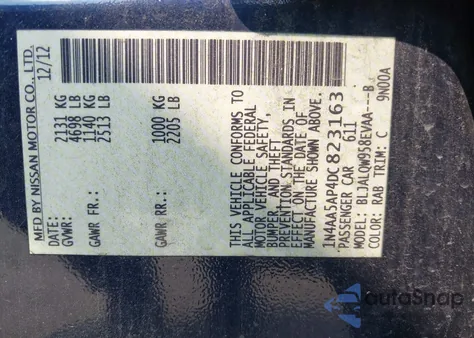 MFD BY NISSAN MOTOR CO., LTD.
DATE: 12/12
GVWR: 2131 KG
4698 LB
GAWR FR.: 1140 KG
2513 LB
GAWR RR.: 1000 KG
2205 LB
THIS VEHICLE CONFORMS TO
ALL APPLICABLE FEDERAL
MOTOR VEHICLE SAFETY,
BUMPER, AND THEFT
PREVENTION STANDARDS IN
EFFECT ON THE DATE OF
MANUFACTURE SHOWN ABOVE.
1N4AA5AP4DC823163
PASSENGER CAR 611
MODEL: BLJALQW958EVAA---B
COLOR: RAB TRIM: C 9N00A
autoSnap